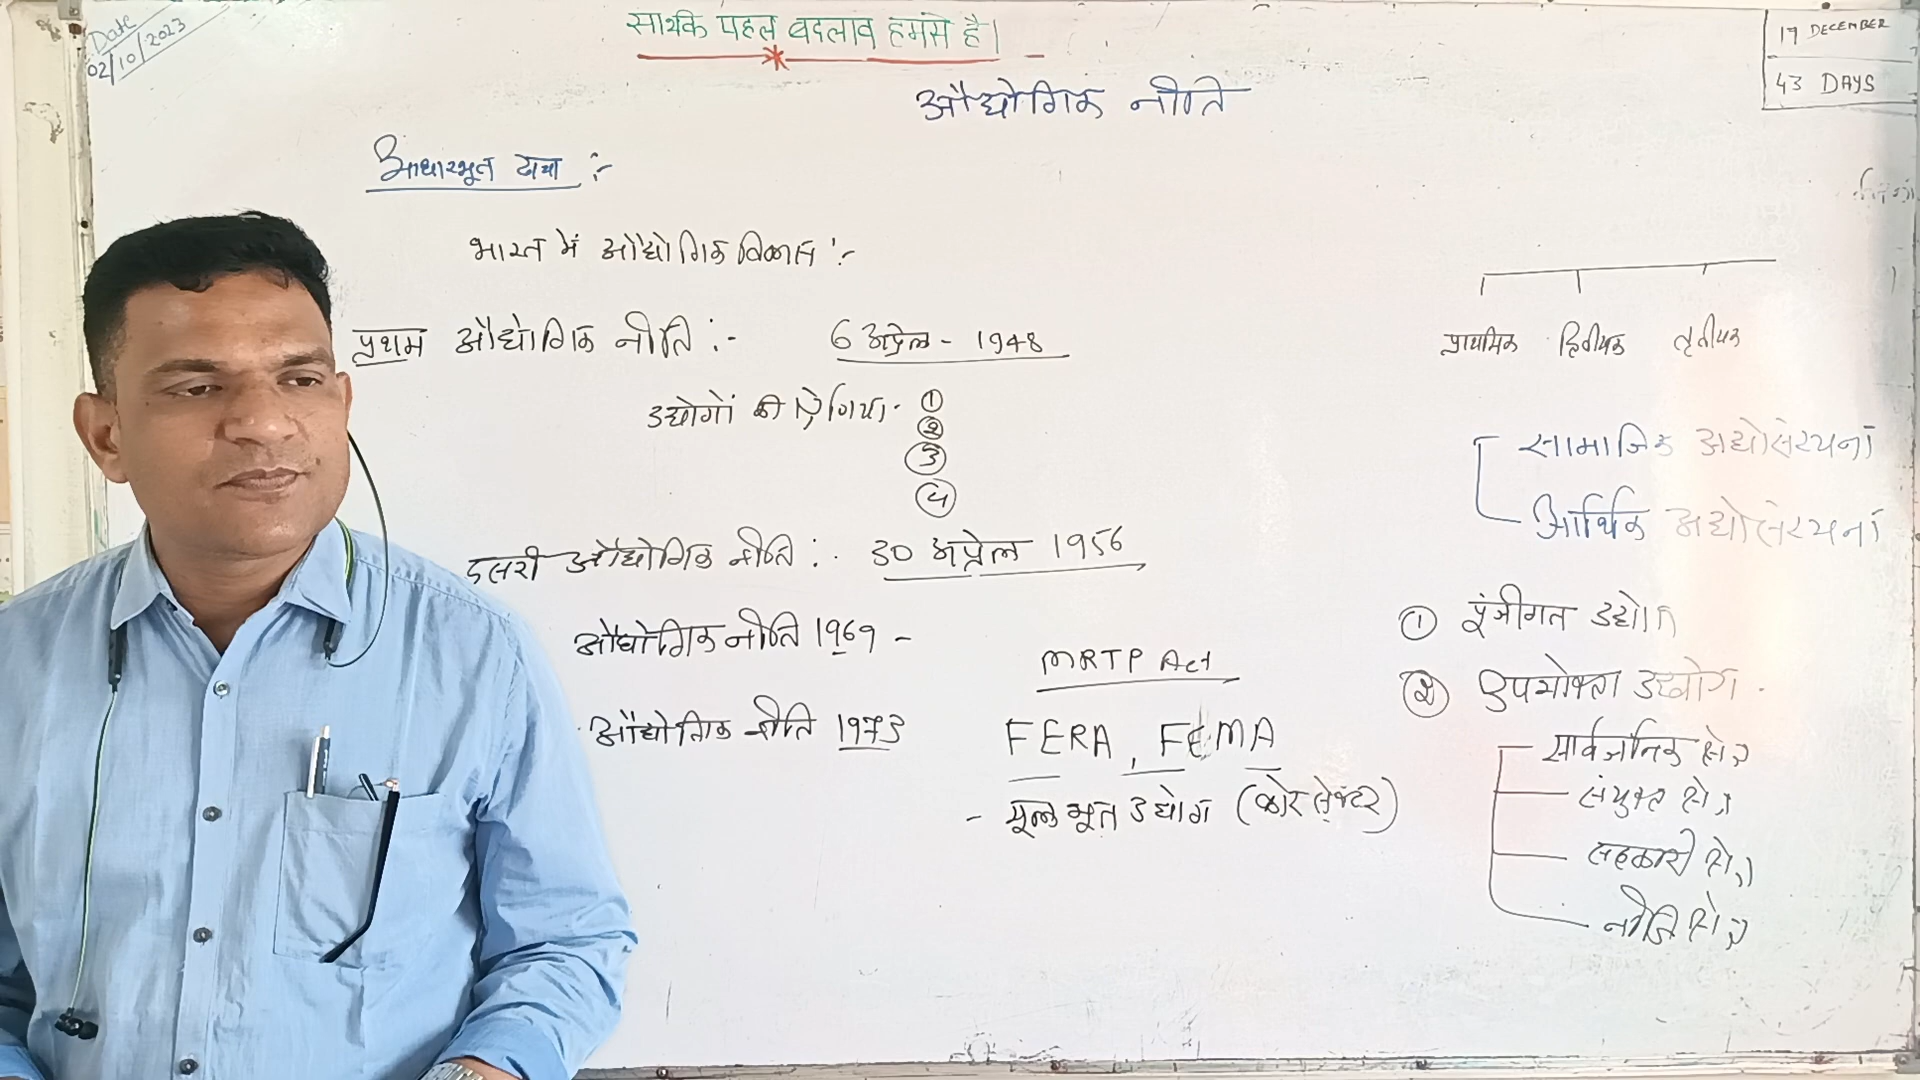 Date
02/10/2023
सार्थक पहल बदलाव हमसे है।
17 DECEMBER
43 DAYS
औद्योगिक नीति
आधारभूत ढाचा :-
भारत में औद्योगिक विकास :-
प्रथम औद्योगिक नीति :- 6 अप्रेल - 1948
उद्योगों की श्रेणिया - ① ② ③ ④
दुसरी औद्योगिक नीति :- 30 अप्रेल 1956
औद्योगिक नीति 1969 -
MRTP Act
औद्योगिक नीति 1973
FERA, FEMA
- मूलभूत उद्योग (कोर सेक्टर)
प्राथमिक द्वितीयक तृतीयक
सामाजिक अद्योसंरचना
आर्थिक अद्योसंरचना
① पूंजीगत उद्योग
② उपभोक्ता उद्योग
सार्वजनिक क्षेत्र
संयुक्त क्षेत्र
सहकारी क्षेत्र
नीजि क्षेत्र